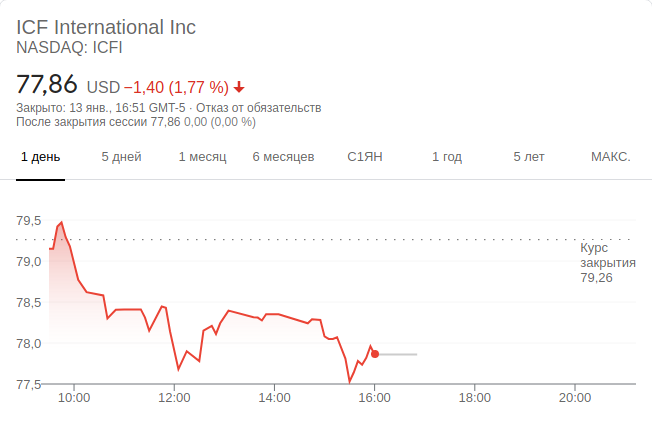 ICF International Inc
NASDAQ: ICFI
77,86 USD −1,40 (1,77 %)
Закрыто: 13 янв., 16:51 GMT-5 · Отказ от обязательств
После закрытия сессии 77,86 0,00 (0,00 %)
1 день 5 дней 1 месяц 6 месяцев С1ЯН 1 год 5 лет МАКС.
79,5
79,0
78,5
78,0
77,5
Курс
закрытия
79,26
10:00 12:00 14:00 16:00 18:00 20:00